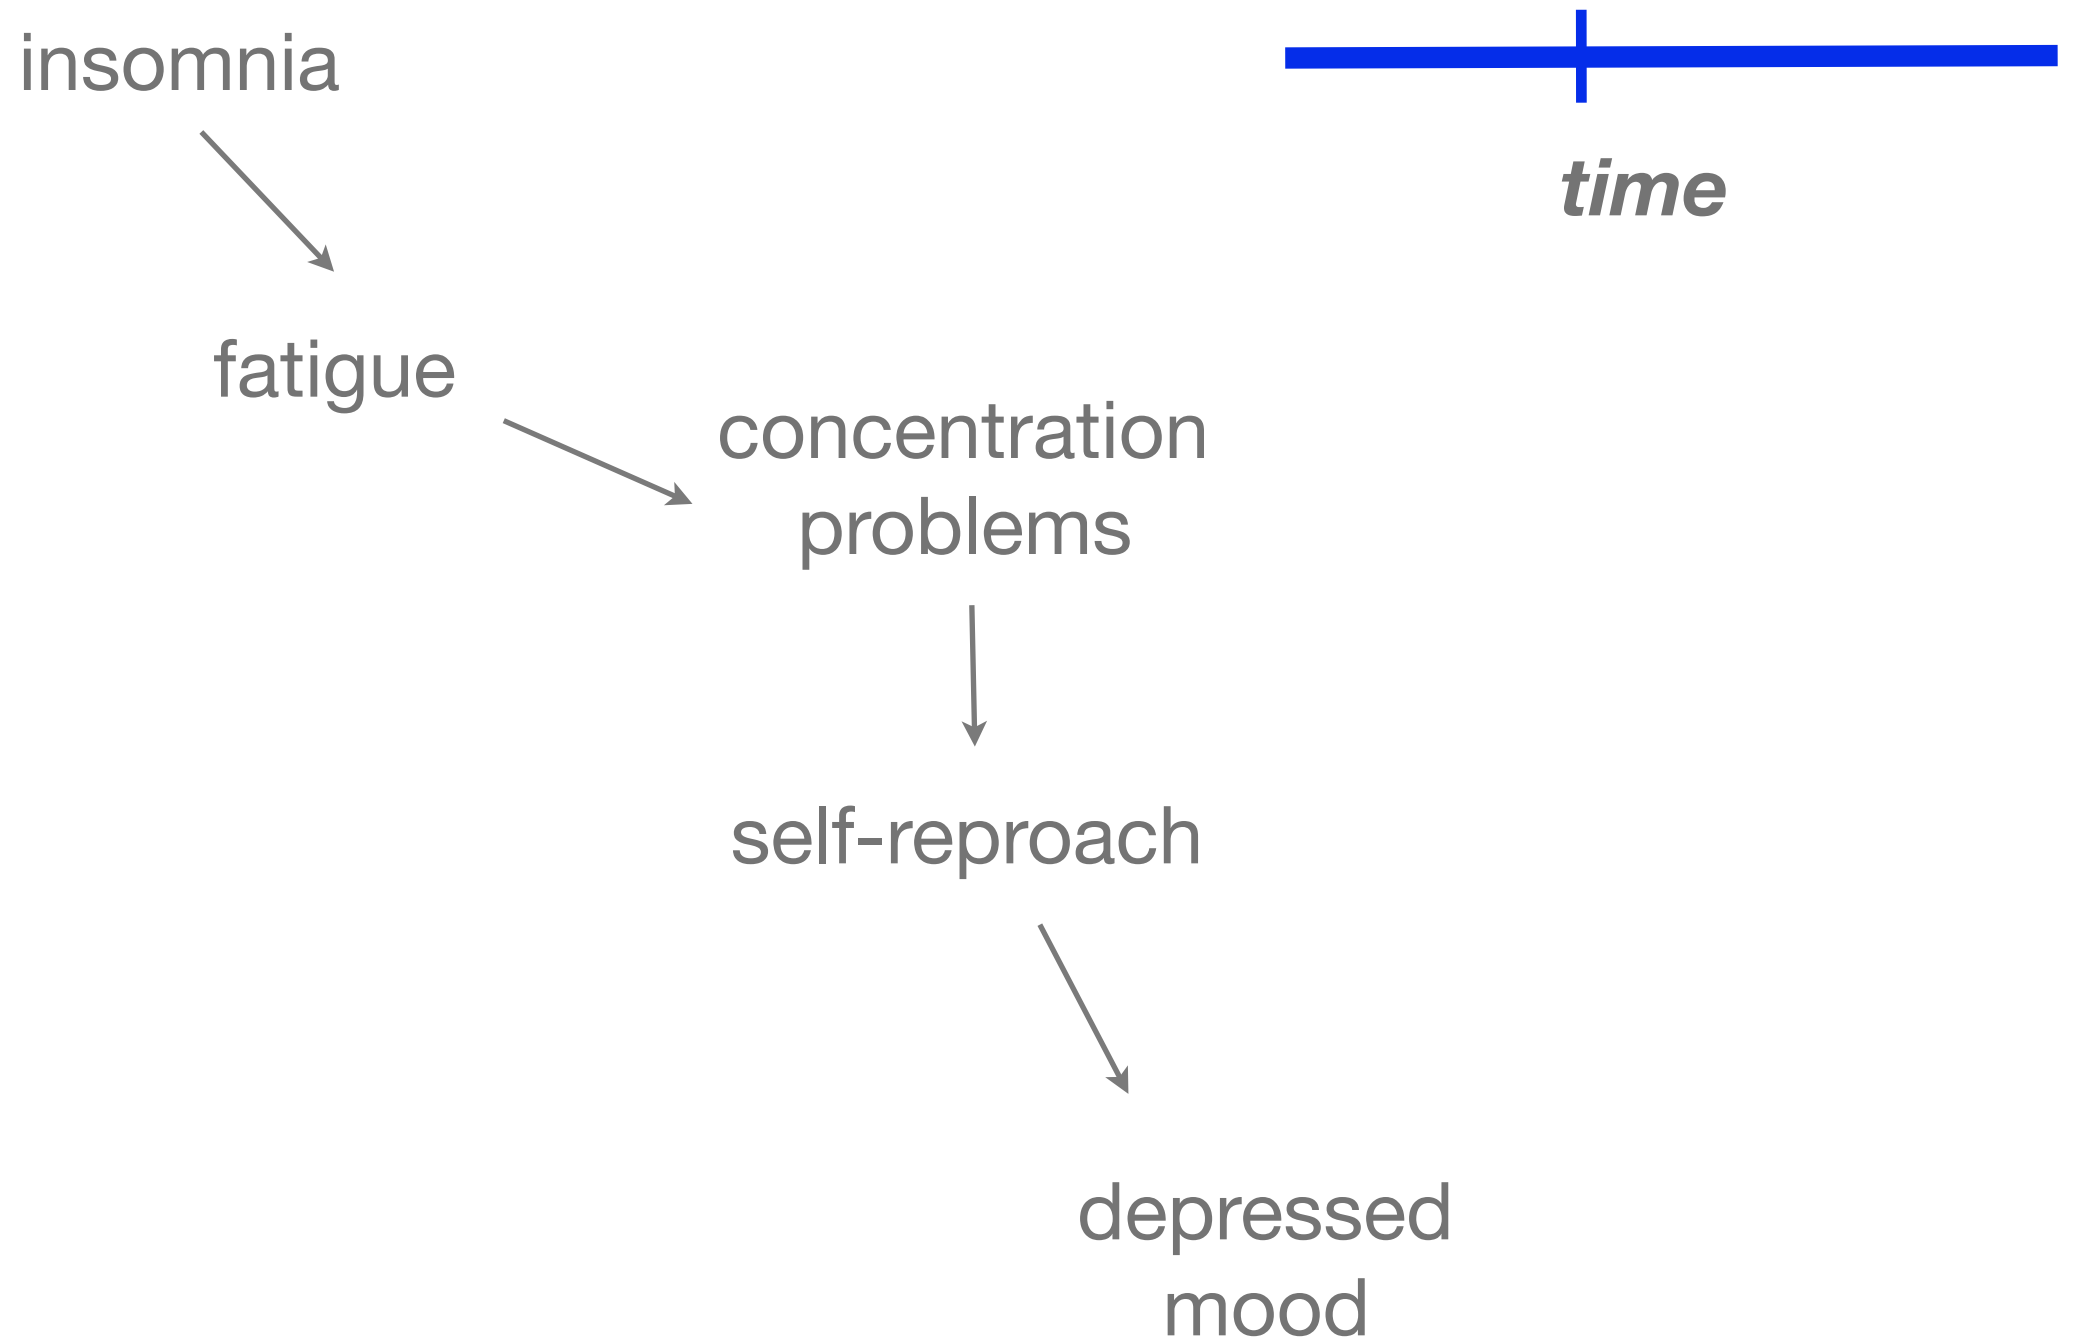 insomnia
time
fatigue
concentration
problems
self-reproach
depressed
mood